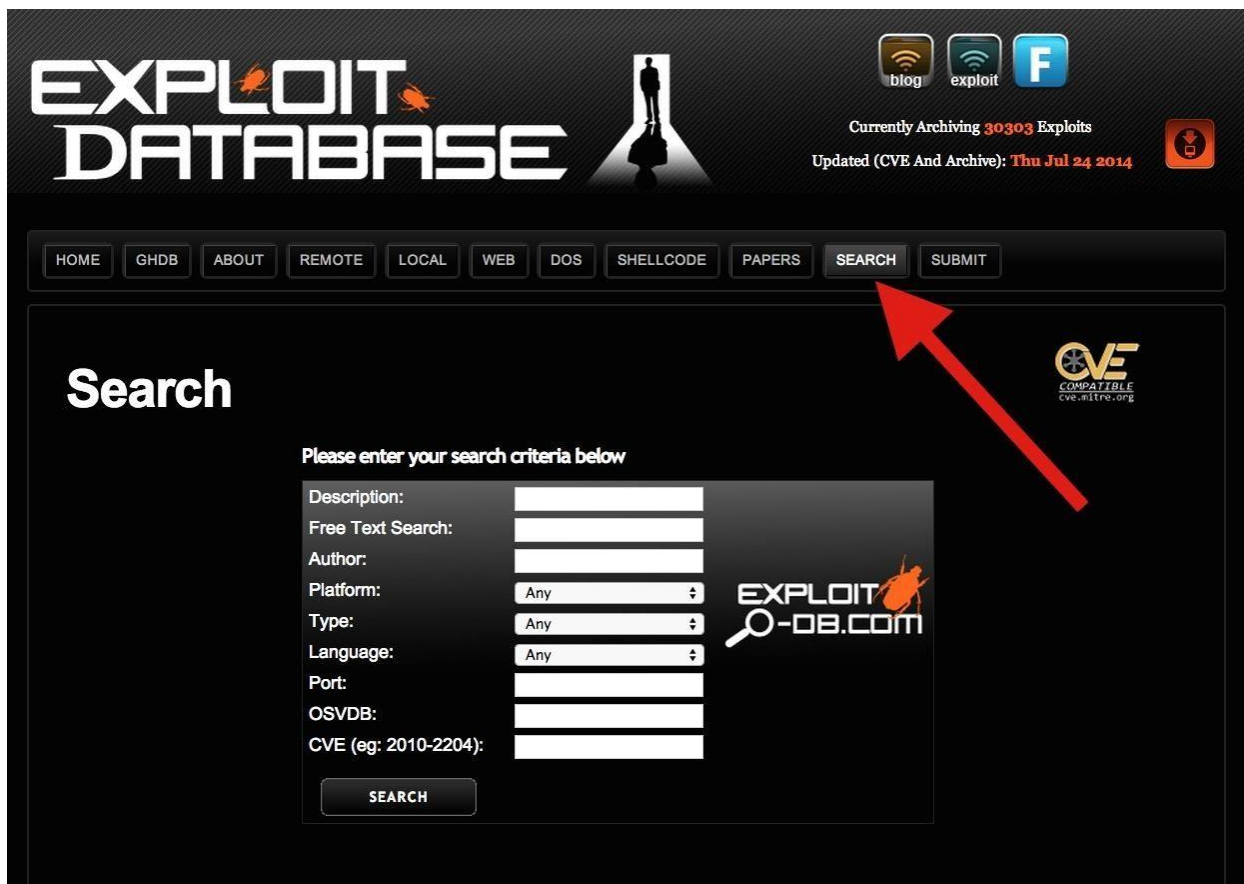 EXPLOIT
DATABASE
blog
exploit
F
Currently Archiving 30303 Exploits
Updated (CVE And Archive): Thu Jul 24 2014
HOME GHDB ABOUT REMOTE LOCAL WEB DOS SHELLCODE PAPERS SEARCH SUBMIT
Search
CVE
COMPATIBLE
cve.mitre.org
Please enter your search criteria below
Description:
Free Text Search:
Author:
Platform: Any
Type: Any
Language: Any
Port:
OSVDB:
CVE (eg: 2010-2204):
EXPLOIT
-DB.COM
SEARCH